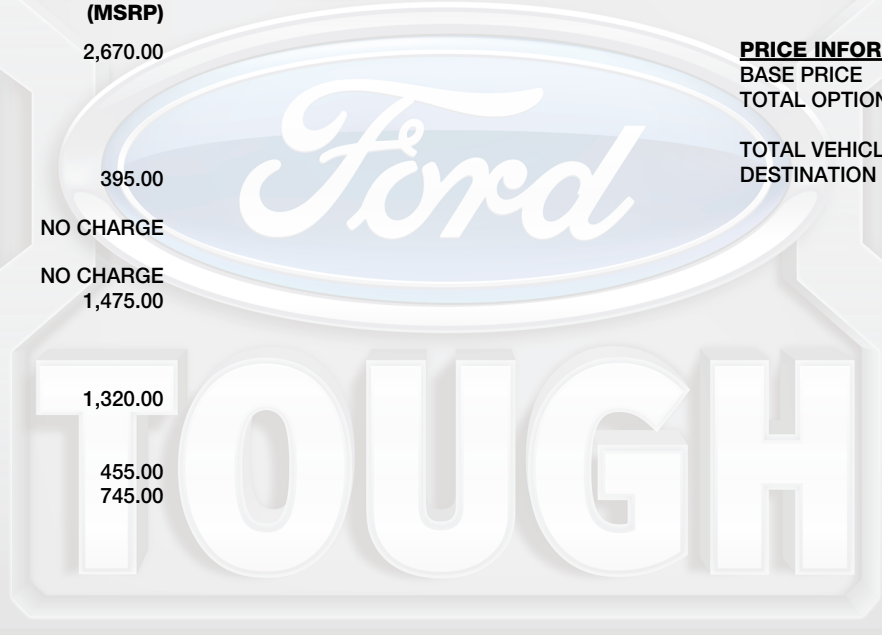 (MSRP)
2,670.00
395.00
NO CHARGE
NO CHARGE
1,475.00
1,320.00
455.00
745.00
PRICE INFOR
BASE PRICE
TOTAL OPTION
TOTAL VEHICL
DESTINATION
Ford
TOUGH